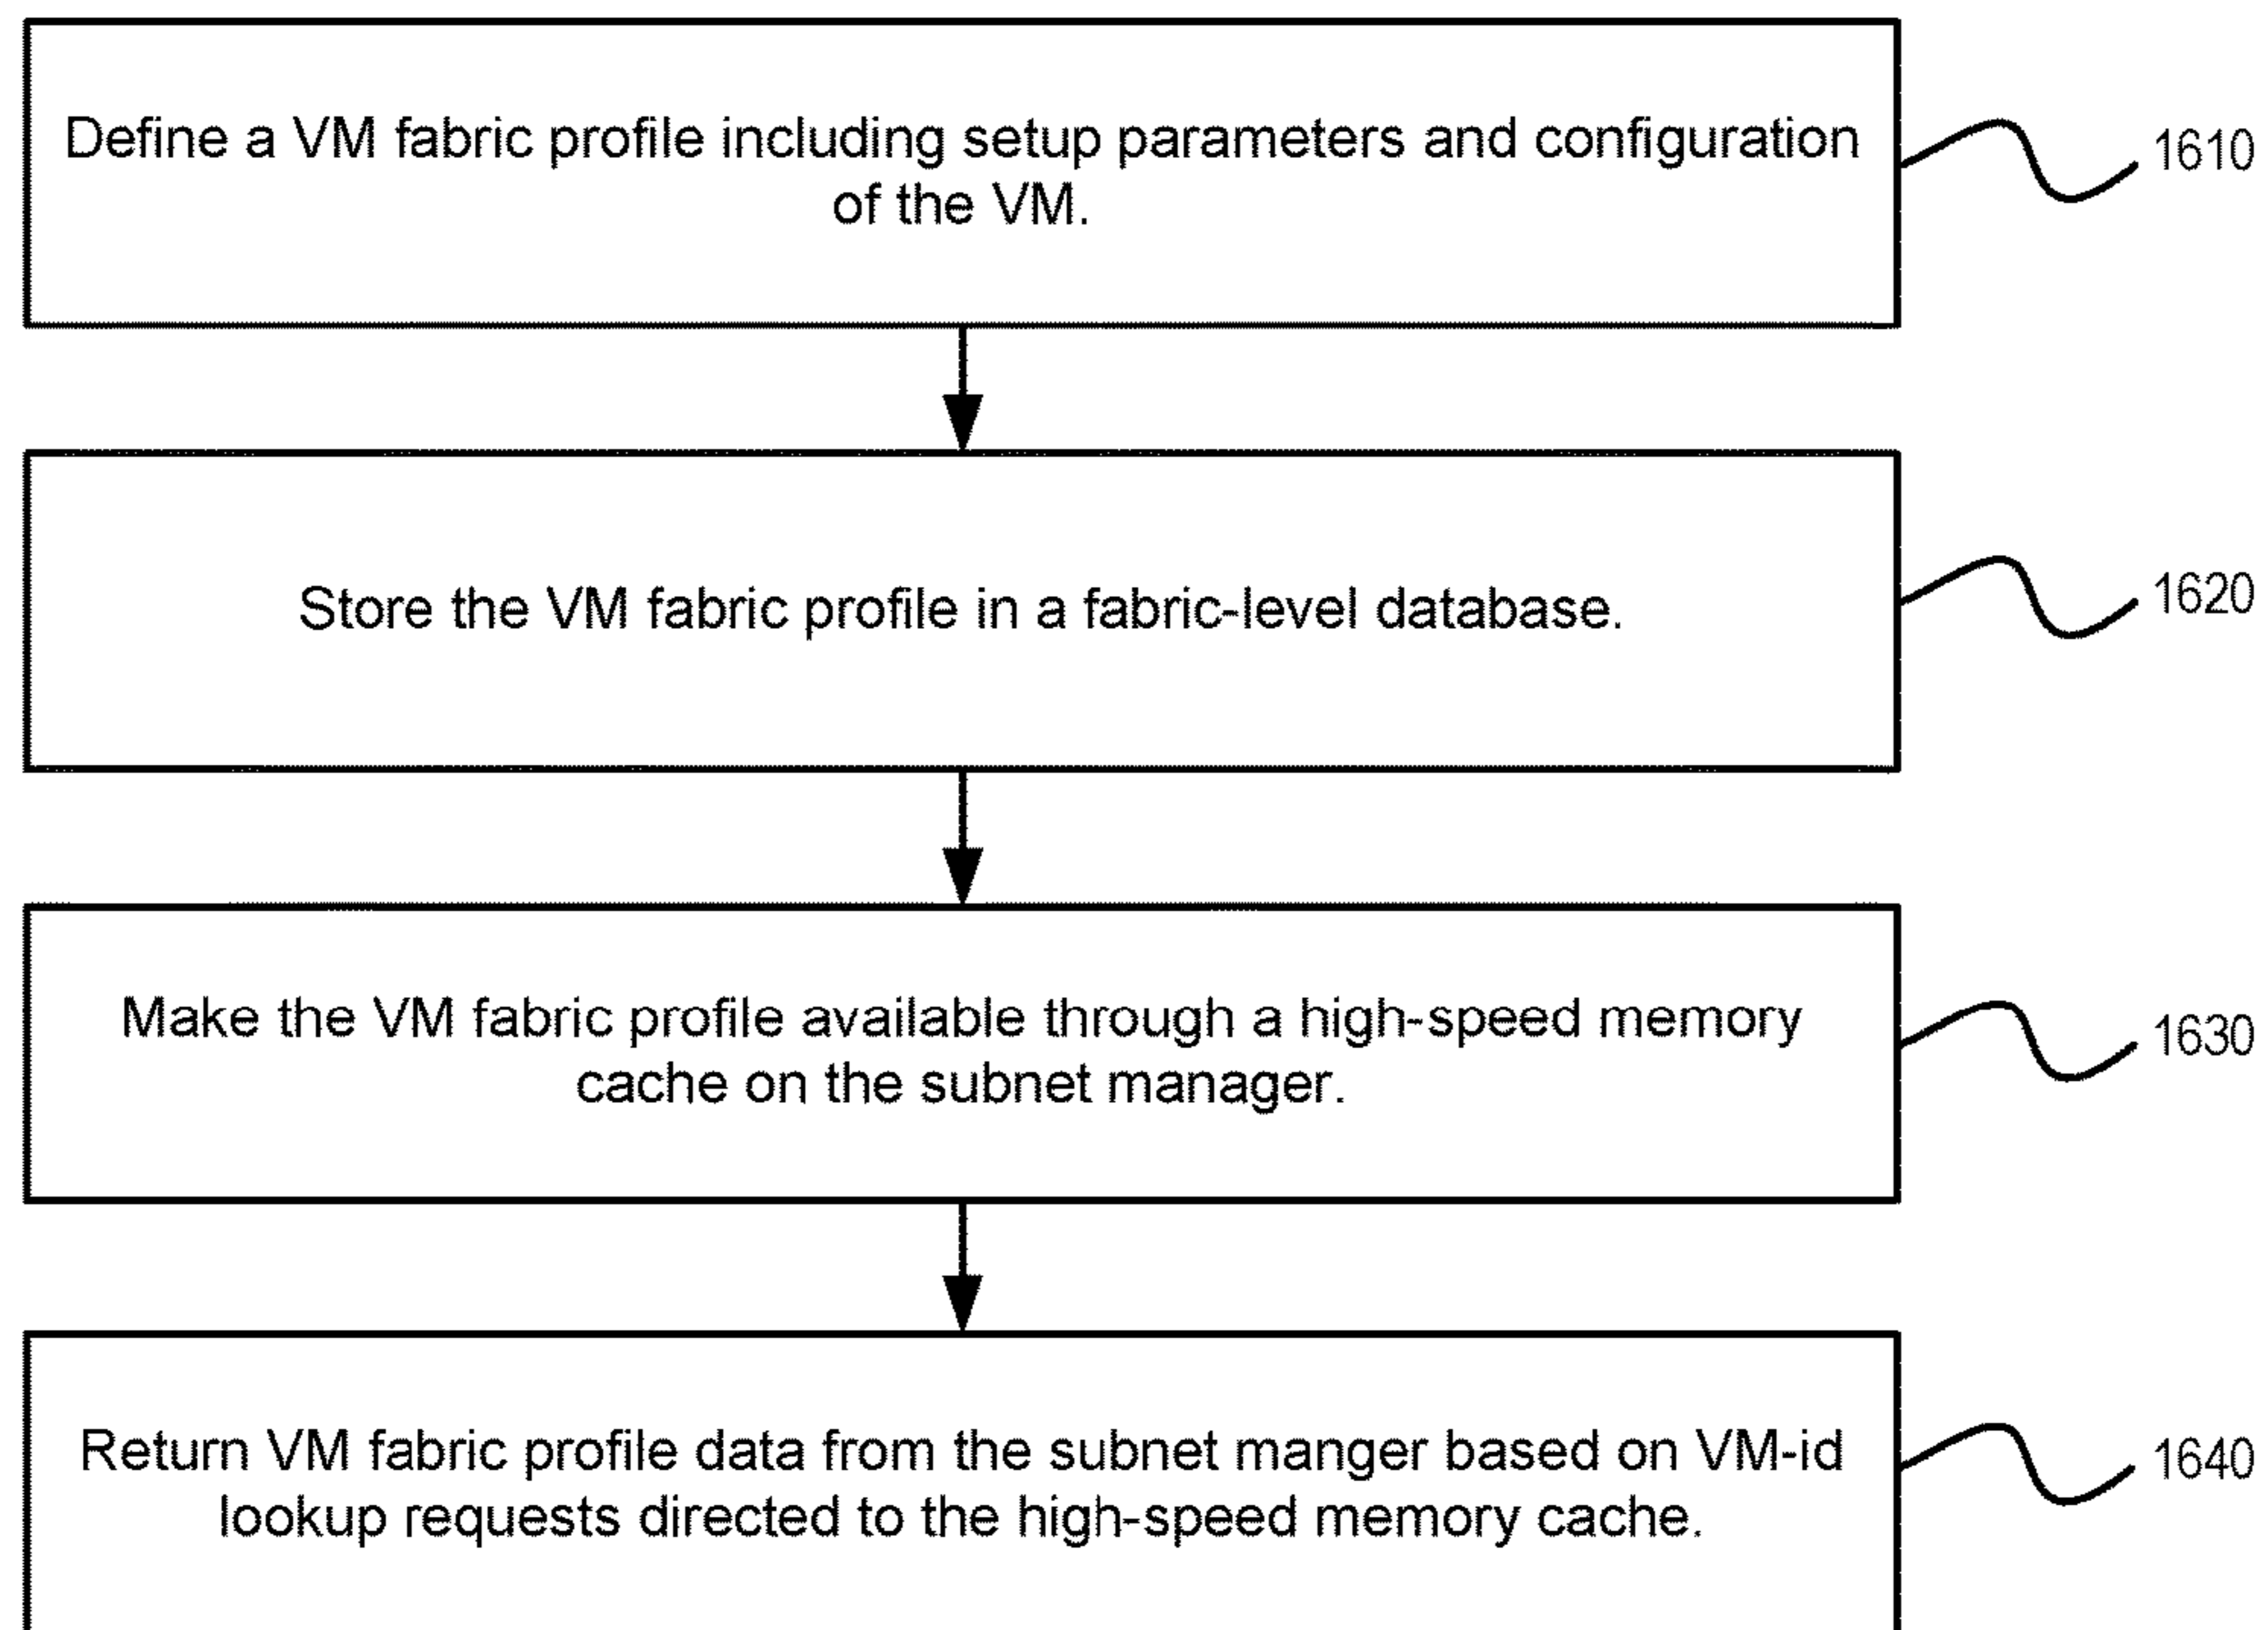 Define a VM fabric profile including setup parameters and configuration
of the VM.
1610
Store the VM fabric profile in a fabric-level database.
1620
Make the VM fabric profile available through a high-speed memory
cache on the subnet manager.
1630
Return VM fabric profile data from the subnet manger based on VM-id
lookup requests directed to the high-speed memory cache.
1640